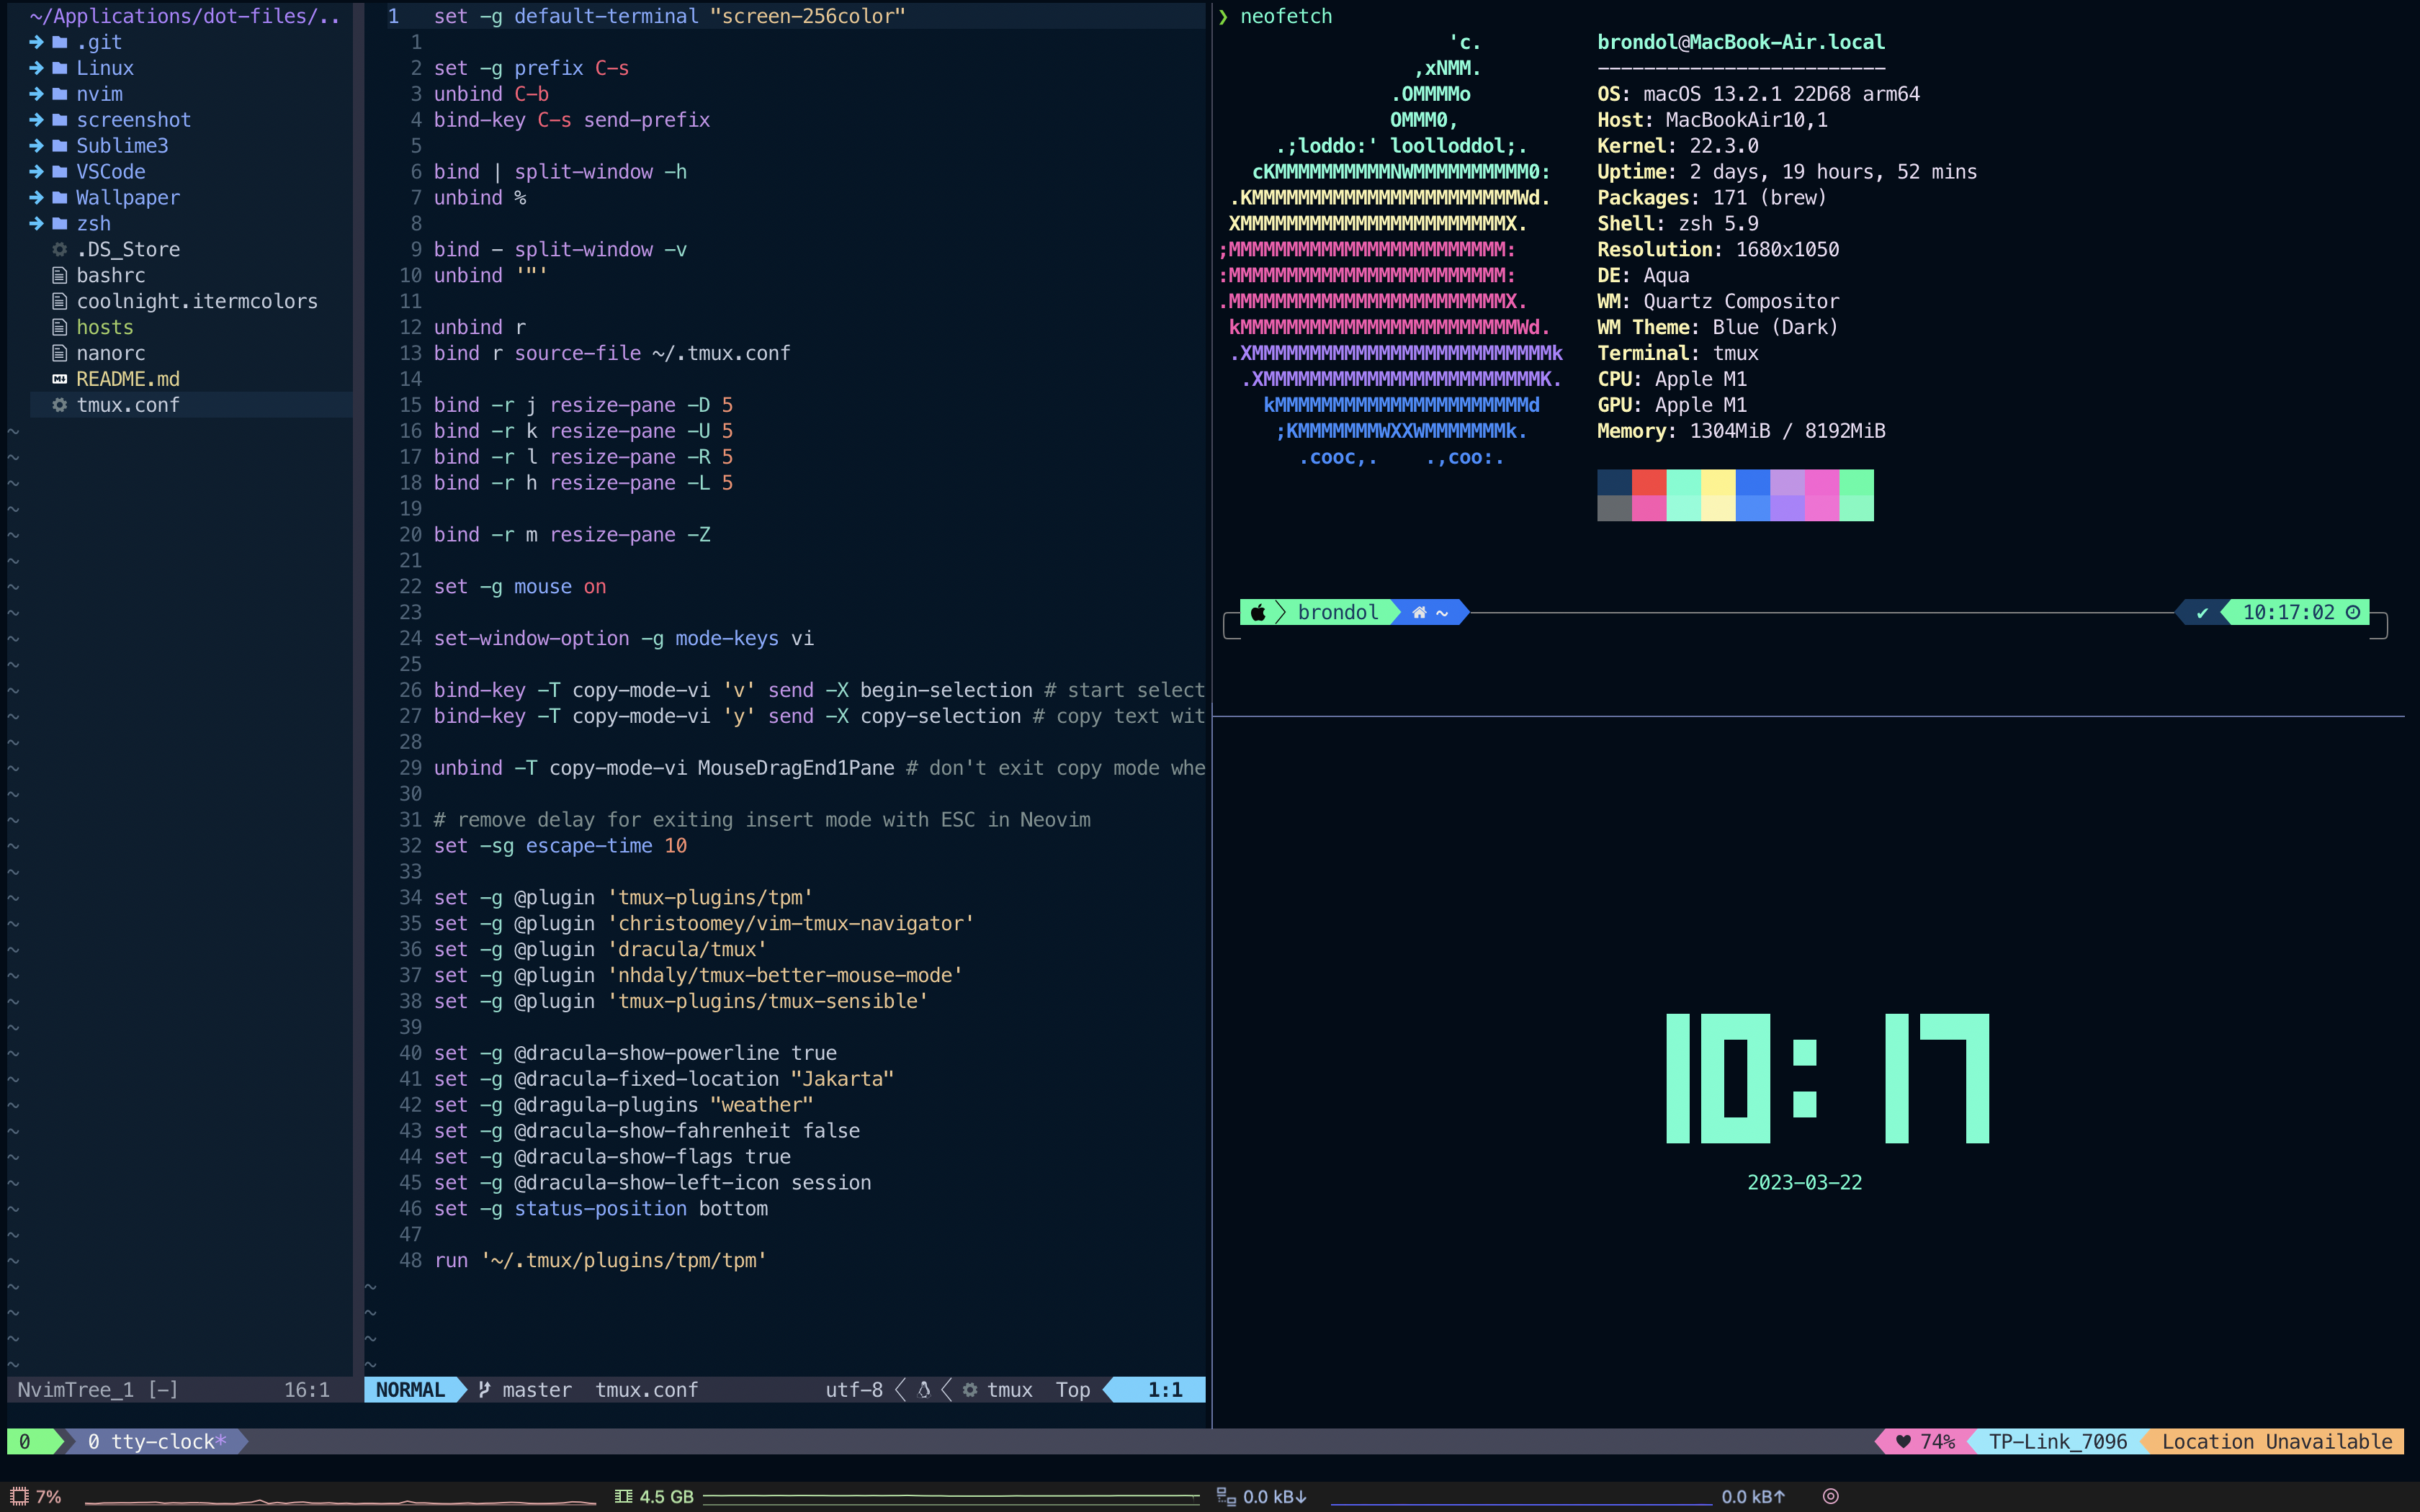 ~/Applications/dot-files/..
.git
Linux
nvim
screenshot
Sublime3
VSCode
Wallpaper
zsh
.DS_Store
bashrc
coolnight.itermcolors
hosts
nanorc
README.md
tmux.conf
NvimTree_1 [-] 16:1
1 set -g default-terminal "screen-256color"
1
2 set -g prefix C-s
3 unbind C-b
4 bind-key C-s send-prefix
5
6 bind | split-window -h
7 unbind %
8
9 bind - split-window -v
10 unbind '"'
11
12 unbind r
13 bind r source-file ~/.tmux.conf
14
15 bind -r j resize-pane -D 5
16 bind -r k resize-pane -U 5
17 bind -r l resize-pane -R 5
18 bind -r h resize-pane -L 5
19
20 bind -r m resize-pane -Z
21
22 set -g mouse on
23
24 set-window-option -g mode-keys vi
25
26 bind-key -T copy-mode-vi 'v' send -X begin-selection # start select
27 bind-key -T copy-mode-vi 'y' send -X copy-selection # copy text wit
28
29 unbind -T copy-mode-vi MouseDragEnd1Pane # don't exit copy mode whe
30
31 # remove delay for exiting insert mode with ESC in Neovim
32 set -sg escape-time 10
33
34 set -g @plugin 'tmux-plugins/tpm'
35 set -g @plugin 'christoomey/vim-tmux-navigator'
36 set -g @plugin 'dracula/tmux'
37 set -g @plugin 'nhdaly/tmux-better-mouse-mode'
38 set -g @plugin 'tmux-plugins/tmux-sensible'
39
40 set -g @dracula-show-powerline true
41 set -g @dracula-fixed-location "Jakarta"
42 set -g @dragula-plugins "weather"
43 set -g @dracula-show-fahrenheit false
44 set -g @dracula-show-flags true
45 set -g @dracula-show-left-icon session
46 set -g status-position bottom
47
48 run '~/.tmux/plugins/tpm/tpm'
NORMAL master tmux.conf utf-8 tmux Top 1:1
❯ neofetch
'c.
,xNMM.
.OMMMMo
OMMM0,
.;loddo:' loolloddol;.
cKMMMMMMMMMMNWMMMMMMMMMM0:
.KMMMMMMMMMMMMMMMMMMMMMMMWd.
XMMMMMMMMMMMMMMMMMMMMMMMX.
;MMMMMMMMMMMMMMMMMMMMMMMM:
:MMMMMMMMMMMMMMMMMMMMMMMM:
.MMMMMMMMMMMMMMMMMMMMMMMMX.
kMMMMMMMMMMMMMMMMMMMMMMMMWd.
.XMMMMMMMMMMMMMMMMMMMMMMMMMMk
.XMMMMMMMMMMMMMMMMMMMMMMMMK.
kMMMMMMMMMMMMMMMMMMMMMMd
;KMMMMMMMWXXWMMMMMMMk.
.cooc,. .,coo:.
brondol@MacBook-Air.local
-------------------------
OS: macOS 13.2.1 22D68 arm64
Host: MacBookAir10,1
Kernel: 22.3.0
Uptime: 2 days, 19 hours, 52 mins
Packages: 171 (brew)
Shell: zsh 5.9
Resolution: 1680x1050
DE: Aqua
WM: Quartz Compositor
WM Theme: Blue (Dark)
Terminal: tmux
CPU: Apple M1
GPU: Apple M1
Memory: 1304MiB / 8192MiB
brondol ~ ✔ 10:17:02
10:17
2023-03-22
0 0 tty-clock* ♥ 74% TP-Link_7096 Location Unavailable
7% 4.5 GB 0.0 kB↓ 0.0 kB↑